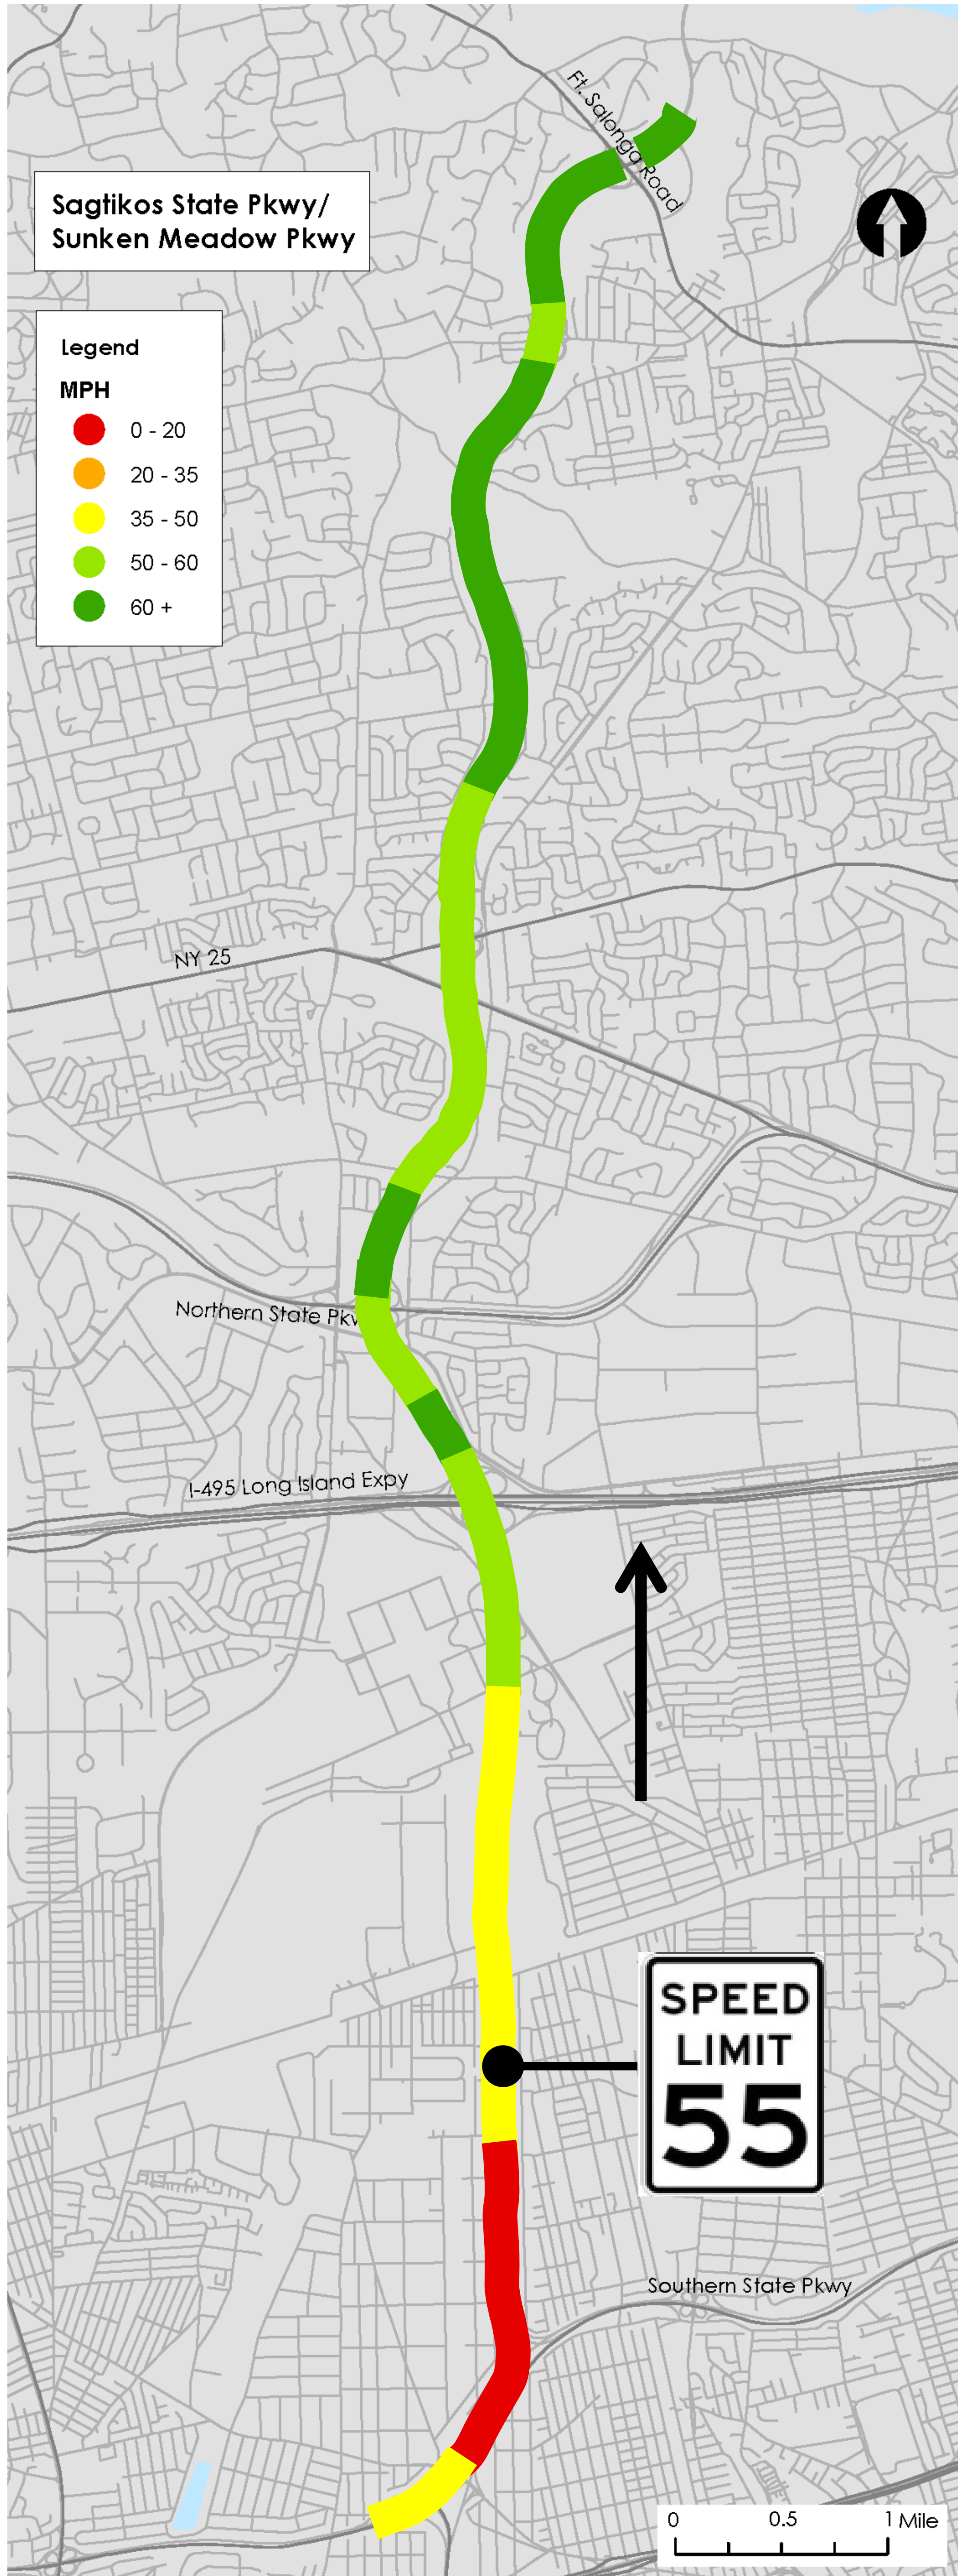 Ft. Salonga Road
Sagtikos State Pkwy/
Sunken Meadow Pkwy
Legend
MPH
0 - 20
20 - 35
35 - 50
50 - 60
60 +
NY 25
Northern State Pkw
I-495 Long Island Expy
SPEED
LIMIT
55
Southern State Pkwy
0 0.5 1 Mile